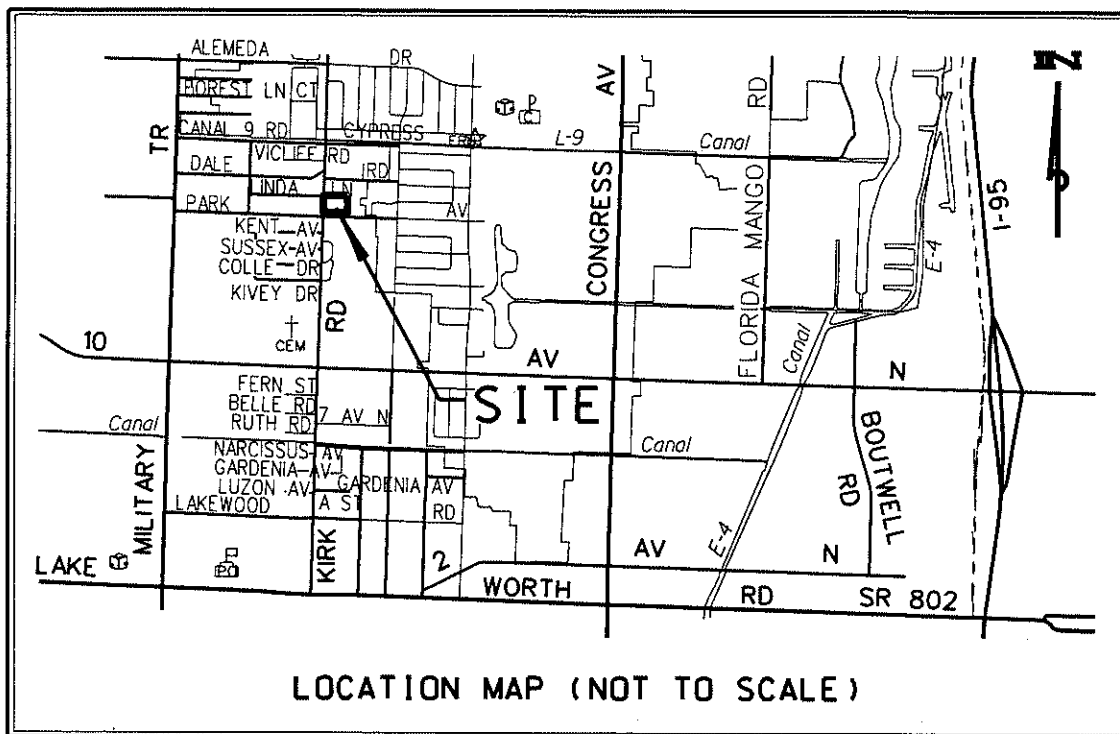 ALEMEDA
DR
BOREST LN CT
CANAL 9 RD
CYPRESS
L-9
Canal
VICLIFF RD
IRD
DALE
INDA LN
PARK
AV
KENT AV
SUSSEX AV
COLLE DR
KIVEY DR
CEM
TR
MILITARY
RD
KIRK
10
AV
N
SITE
FERN ST
BELLE RD
RUTH RD
7 AV N
Canal
Canal
NARCISSUS AV
GARDENIA AV
LUZON AV
LAKEWOOD
A ST
GARDENIA AV
RD
P
C
AV
CONGRESS
RD
FLORIDA MANGO
E-4
I-95
Canal
E-4
BOUTWELL
RD
2
AV
N
LAKE
WORTH
RD
SR 802
LOCATION MAP (NOT TO SCALE)